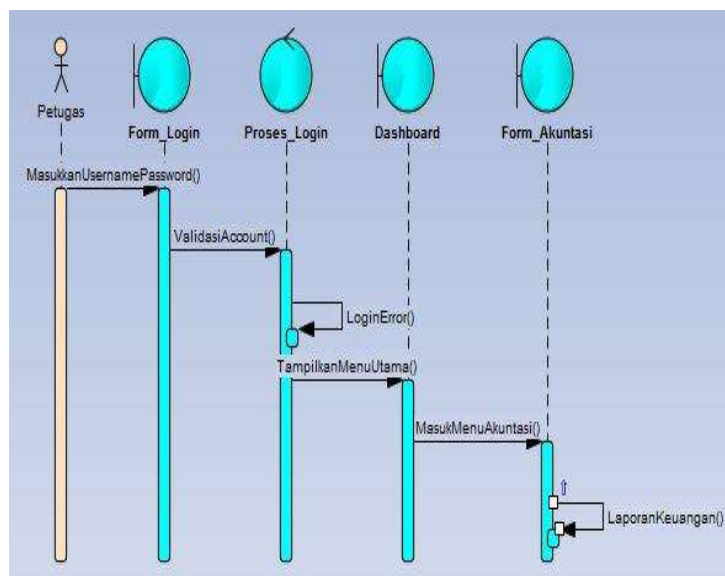 Petugas
Form_Login
Proses_Login
Dashboard
Form_Akuntasi
MasukkanUsernamePassword()
ValidasiAccount()
LoginError()
TampilkanMenuUtama()
MasukMenuAkuntasi()
LaporanKeuangan()